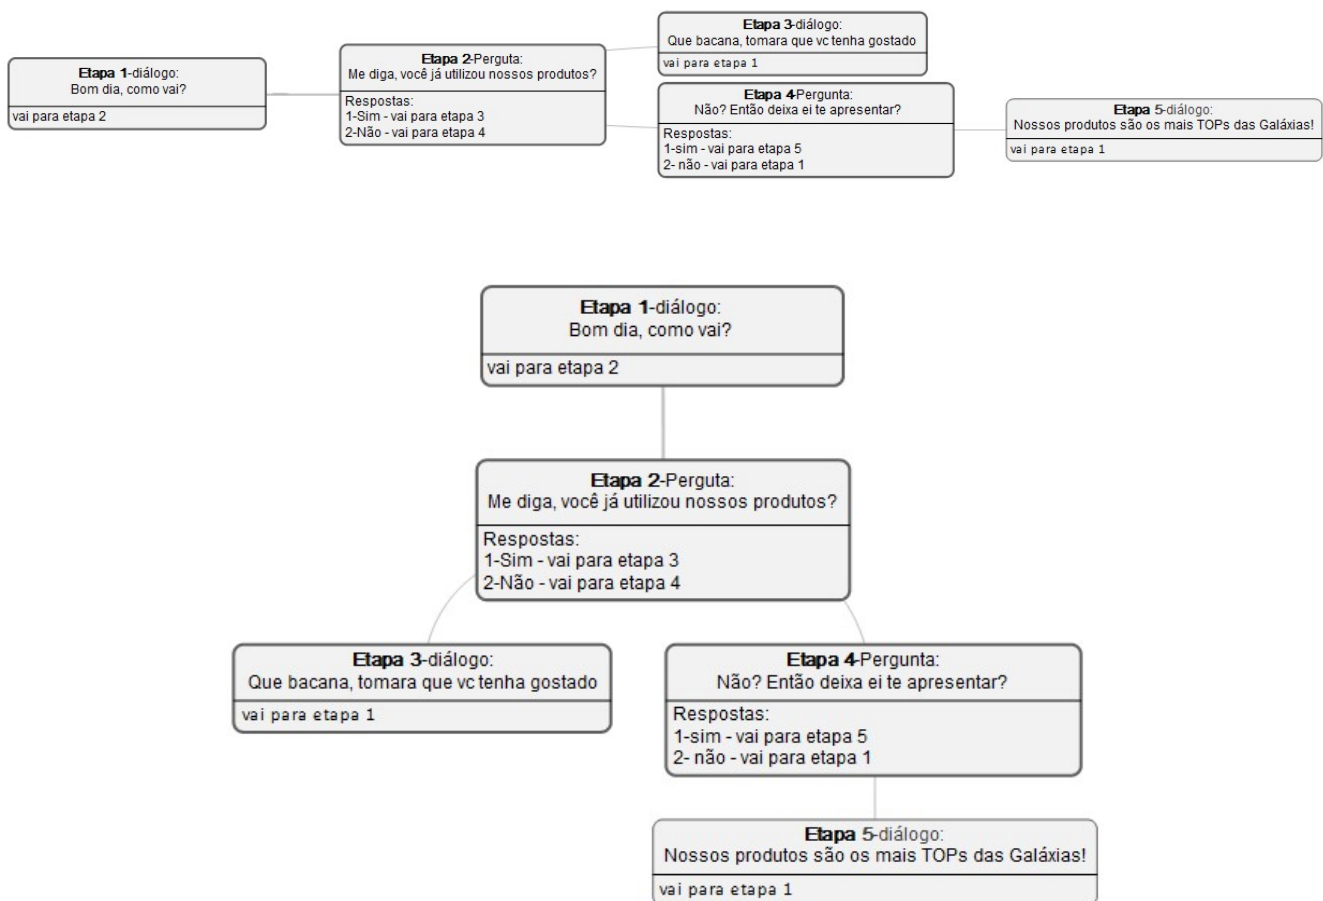 Etapa 1-diálogo:
Bom dia, como vai?
vai para etapa 2
Etapa 2-Perguta:
Me diga, você já utilizou nossos produtos?
Respostas:
1-Sim - vai para etapa 3
2-Não - vai para etapa 4
Etapa 3-diálogo:
Que bacana, tomara que vc tenha gostado
vai para etapa 1
Etapa 4-Pergunta:
Não? Então deixa ei te apresentar?
Respostas:
1-sim - vai para etapa 5
2- não - vai para etapa 1
Etapa 5-diálogo:
Nossos produtos são os mais TOPs das Galáxias!
vai para etapa 1
Etapa 1-diálogo:
Bom dia, como vai?
vai para etapa 2
Etapa 2-Perguta:
Me diga, você já utilizou nossos produtos?
Respostas:
1-Sim - vai para etapa 3
2-Não - vai para etapa 4
Etapa 3-diálogo:
Que bacana, tomara que vc tenha gostado
vai para etapa 1
Etapa 4-Pergunta:
Não? Então deixa ei te apresentar?
Respostas:
1-sim - vai para etapa 5
2- não - vai para etapa 1
Etapa 5-diálogo:
Nossos produtos são os mais TOPs das Galáxias!
vai para etapa 1